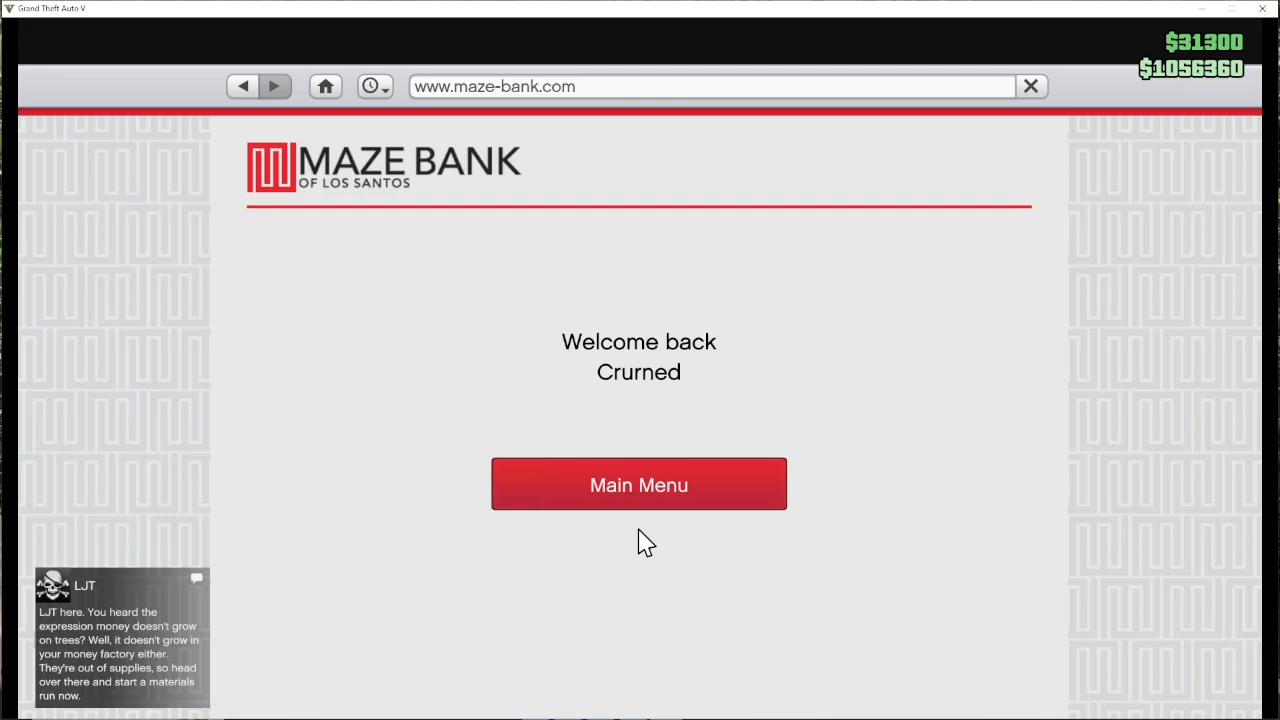 Grand Theft Auto V
$31300
$1056360
www.maze-bank.com
MAZE BANK
OF LOS SANTOS
Welcome back
Crurned
Main Menu
LJT
LJT here. You heard the
expression money doesn't grow
on trees? Well, it doesn't grow in
your money factory either.
They're out of supplies, so head
over there and start a materials
run now.